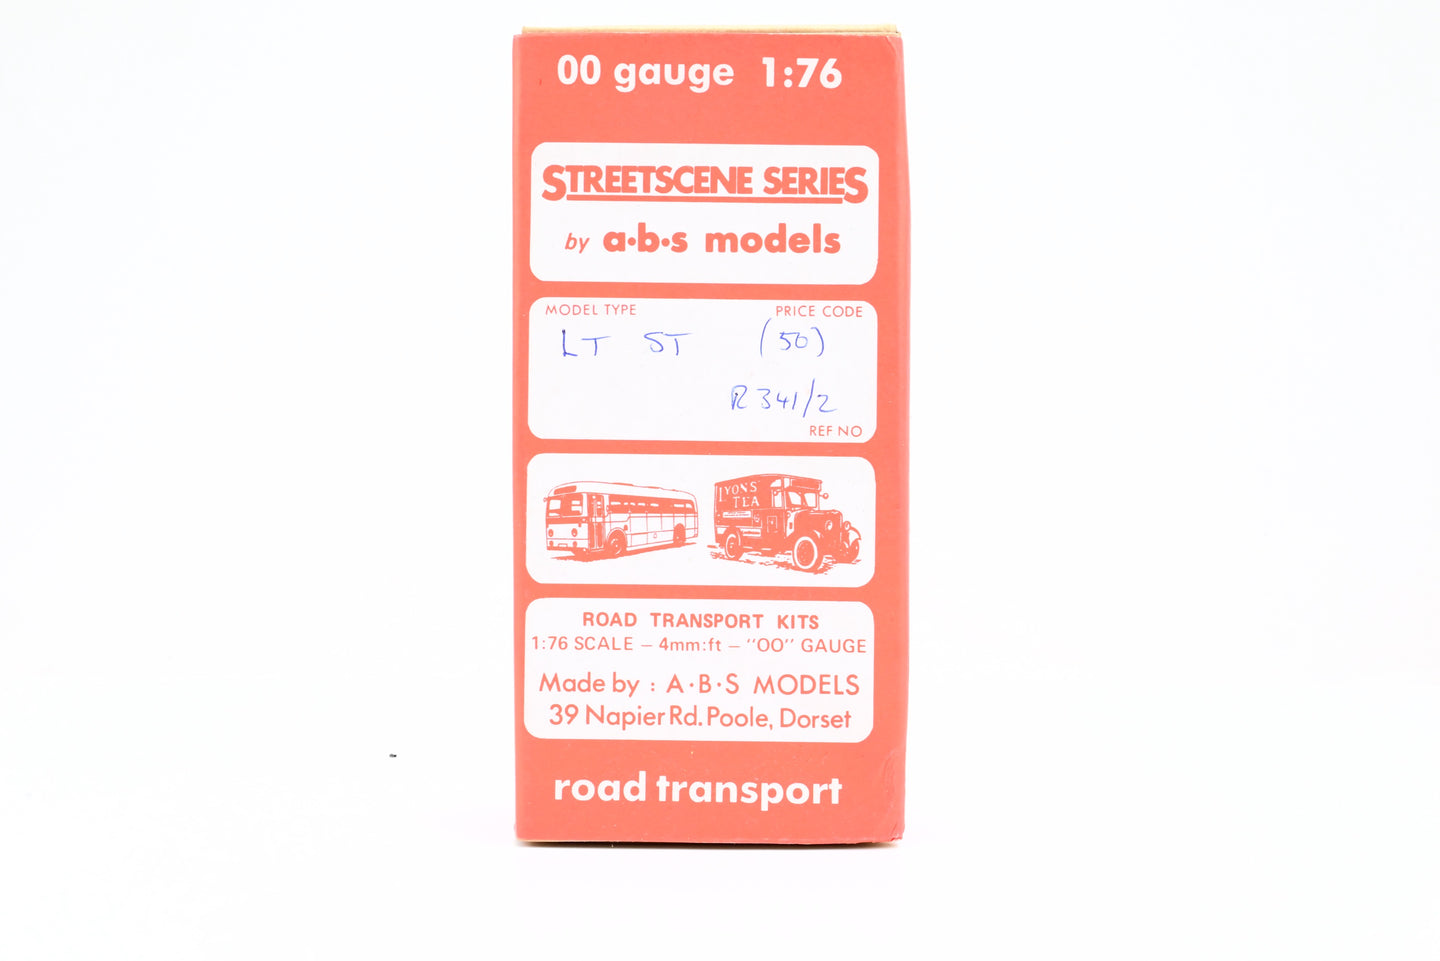 00 gauge 1:76
STREETSCENE SERIES
by a·b·s models
MODEL TYPE PRICE CODE
LT ST (50)
R341/2
REF NO
LYONS'
TEA
ROAD TRANSPORT KITS
1:76 SCALE – 4mm:ft – "OO" GAUGE
Made by : A·B·S MODELS
39 Napier Rd. Poole, Dorset
road transport